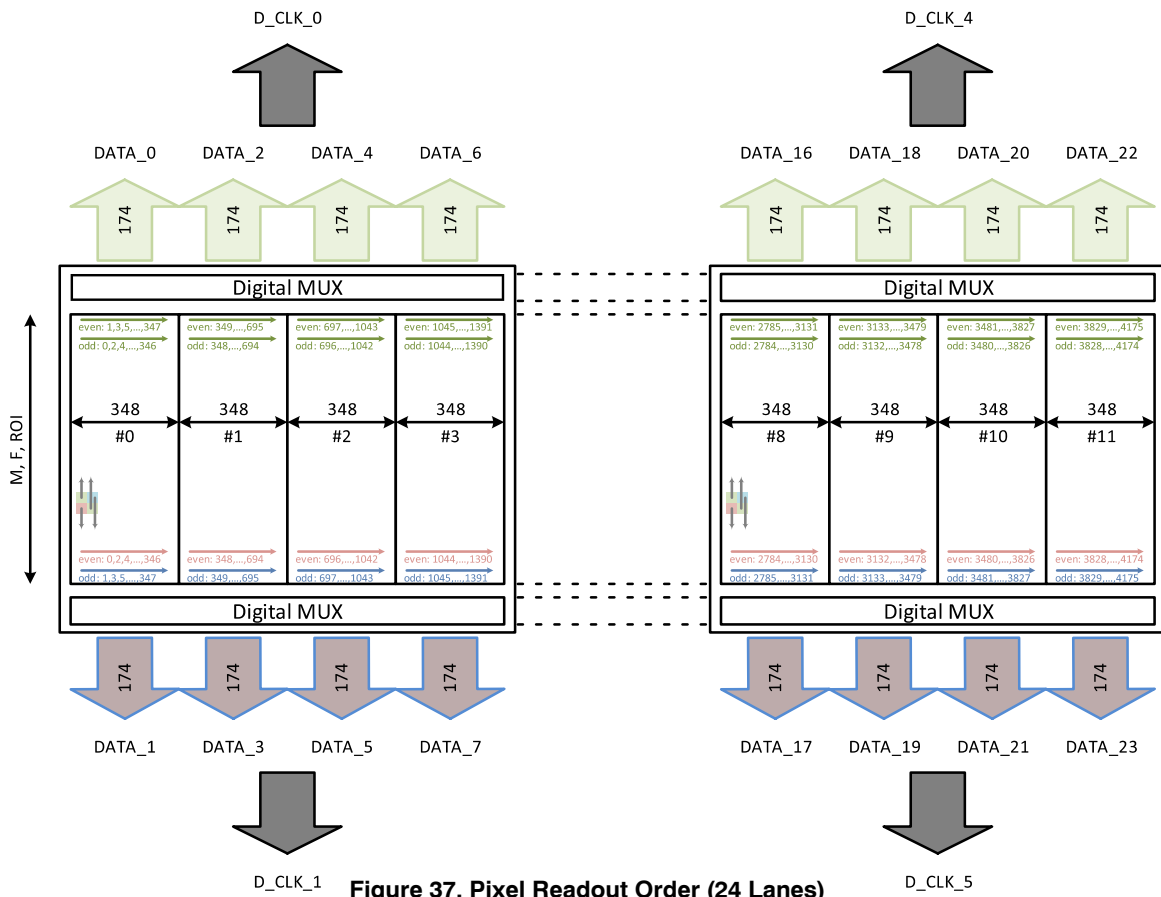 D_CLK_0 D_CLK_4
DATA_0 DATA_2 DATA_4 DATA_6 DATA_16 DATA_18 DATA_20 DATA_22
174 174 174 174 174 174 174 174
Digital MUX Digital MUX
even: 1,3,5,...,347 even: 349,...,695 even: 697,...,1043 even: 1045,...,1391 even: 2785,...,3131 even: 3133,...,3479 even: 3481,...,3827 even: 3829,...,4175
odd: 0,2,4,...,346 odd: 348,...,694 odd: 696,...,1042 odd: 1044,...,1390 odd: 2784,...,3130 odd: 3132,...,3478 odd: 3480,...,3826 odd: 3828,...,4174
M, F, ROI
348 348 348 348 348 348 348 348
#0 #1 #2 #3 #8 #9 #10 #11
even: 0,2,4,...,346 even: 348,...,694 even: 696,...,1042 even: 1044,...,1390 even: 2784,...,3130 even: 3132,...,3478 even: 3480,...,3826 even: 3828,...,4174
odd: 1,3,5,...,347 odd: 349,...,695 odd: 697,...,1043 odd: 1045,...,1391 odd: 2785,...,3131 odd: 3133,...,3479 odd: 3481,...,3827 odd: 3829,...,4175
Digital MUX Digital MUX
174 174 174 174 174 174 174 174
DATA_1 DATA_3 DATA_5 DATA_7 DATA_17 DATA_19 DATA_21 DATA_23
D_CLK_1 D_CLK_5
Figure 37. Pixel Readout Order (24 Lanes)